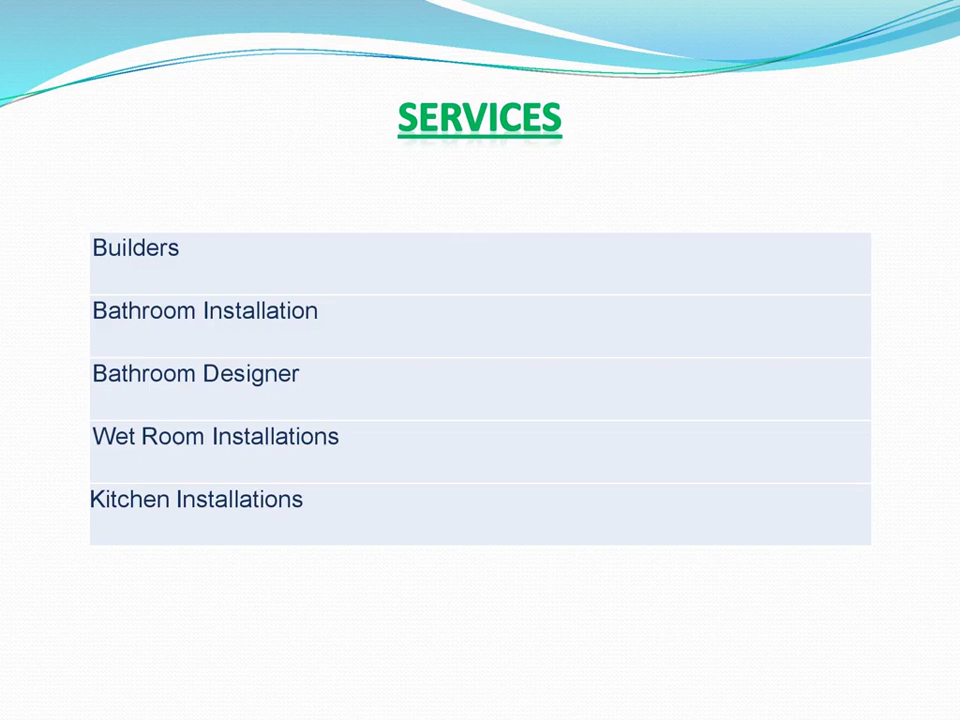 SERVICES
Builders
Bathroom Installation
Bathroom Designer
Wet Room Installations
Kitchen Installations